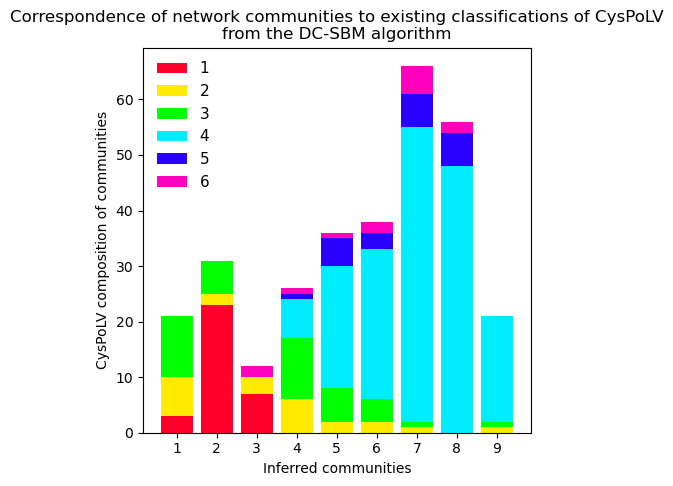 Correspondence of network communities to existing classifications of CysPoLV
from the DC-SBM algorithm
1
2
3
4
5
6
CysPoLV composition of communities
60
50
40
30
20
10
0
1 2 3 4 5 6 7 8 9
Inferred communities